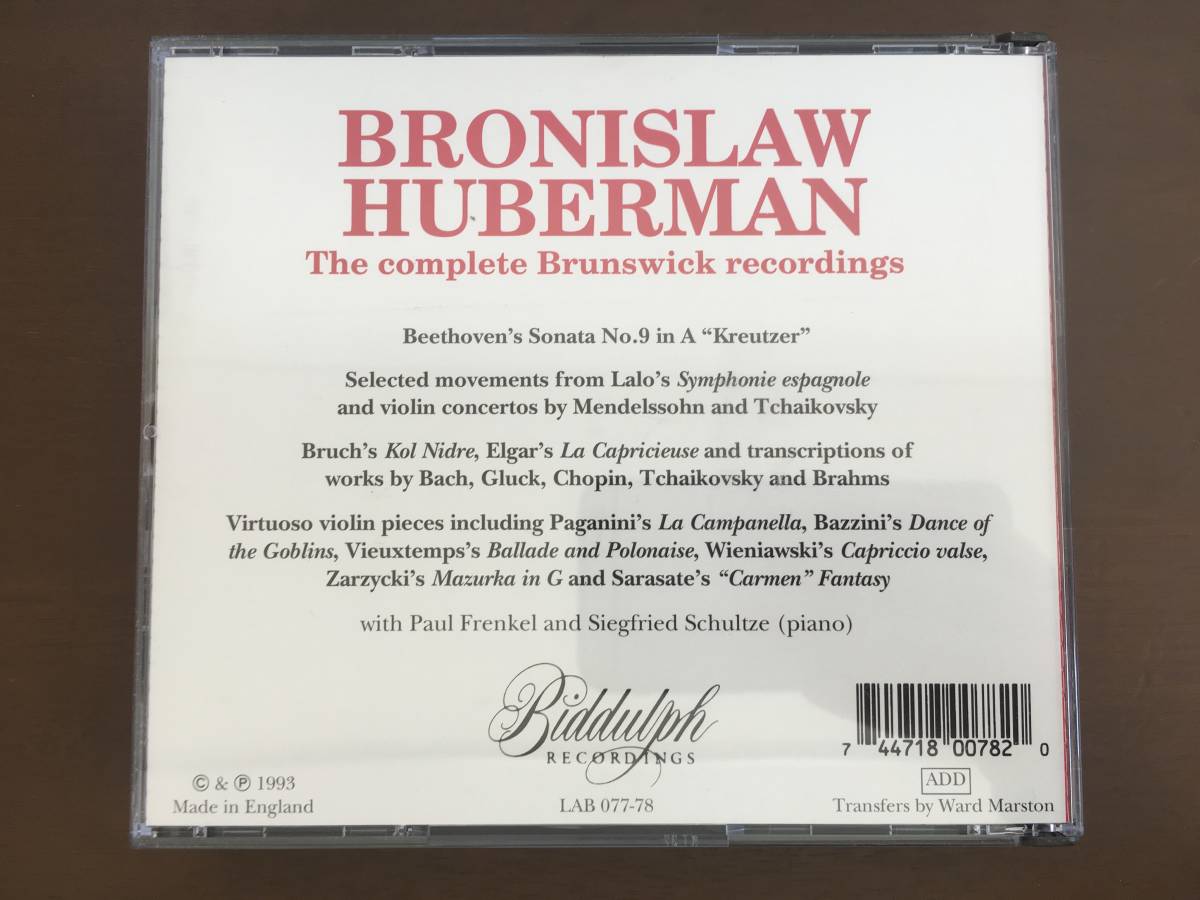 BRONISLAW
HUBERMAN
The complete Brunswick recordings
Beethoven's Sonata No.9 in A “Kreutzer”
Selected movements from Lalo's Symphonie espagnole
and violin concertos by Mendelssohn and Tchaikovsky
Bruch's Kol Nidre, Elgar's La Capricieuse and transcriptions of
works by Bach, Gluck, Chopin, Tchaikovsky and Brahms
Virtuoso violin pieces including Paganini's La Campanella, Bazzini's Dance of
the Goblins, Vieuxtemps's Ballade and Polonaise, Wieniawski's Capriccio valse,
Zarzycki's Mazurka in G and Sarasate's “Carmen” Fantasy
with Paul Frenkel and Siegfried Schultze (piano)
Biddulph
RECORDINGS
7 44718 00782 0
© & ℗ 1993
Made in England
LAB 077-78
ADD
Transfers by Ward Marston